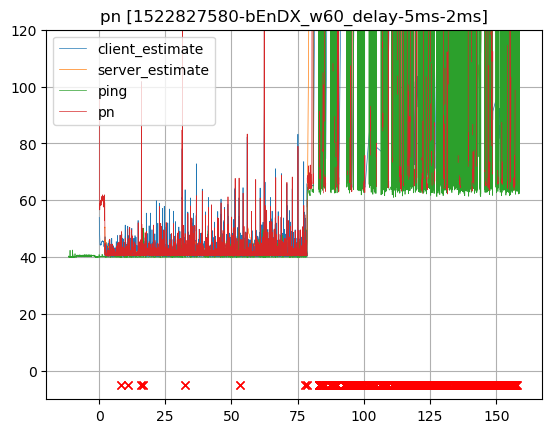 pn [1522827580-bEnDX_w60_delay-5ms-2ms]
120
100
80
60
40
20
0
client_estimate
server_estimate
ping
pn
0 25 50 75 100 125 150